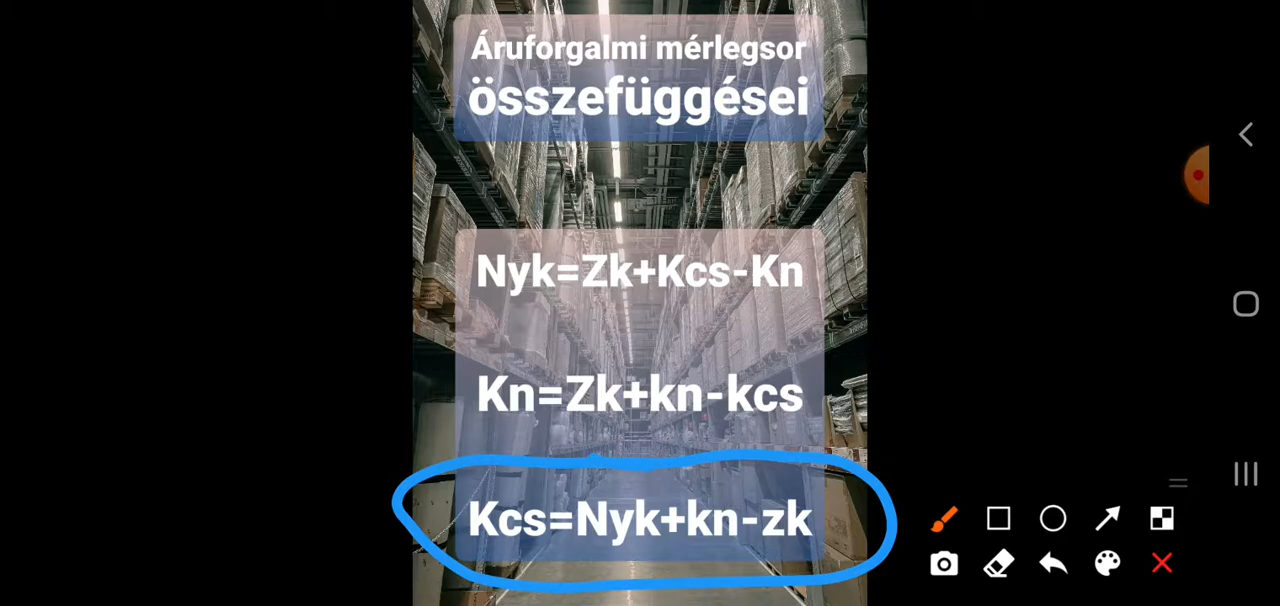 Áruforgalmi mérlegsor
összefüggései
Nyk=Zk+Kcs-Kn
Kn=Zk+kn-kcs
Kcs=Nyk+kn-zk